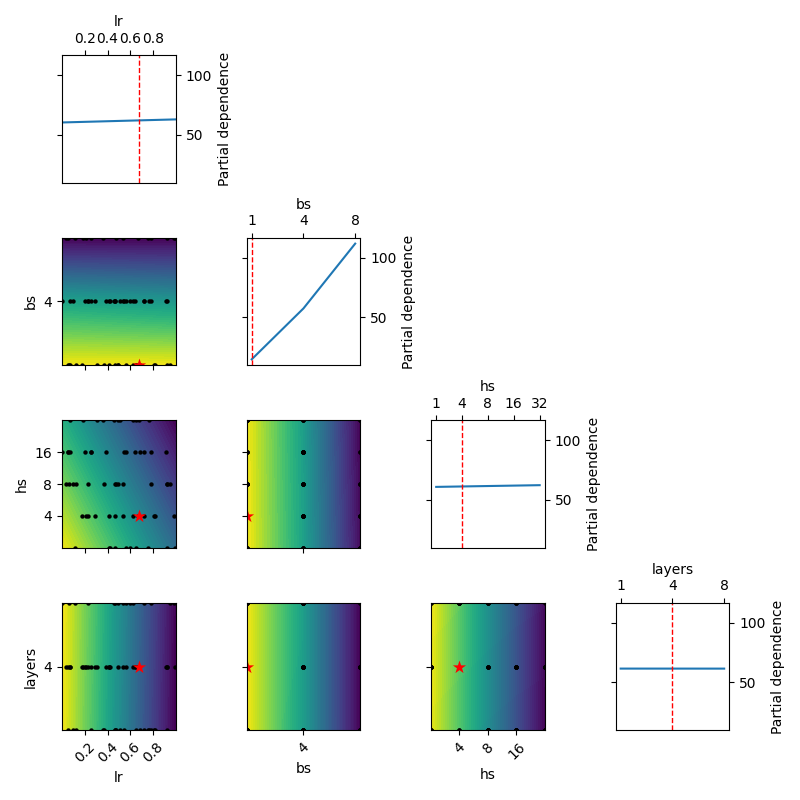 lr
0.2 0.4 0.6 0.8
100
50
Partial dependence
bs
1 4 8
bs 4
100
50
Partial dependence
hs
1 4 8 16 32
hs
16
8
4
100
50
Partial dependence
layers
1 4 8
layers 4
100
50
Partial dependence
0.2 0.4 0.6 0.8
lr
4
bs
4 8 16
hs